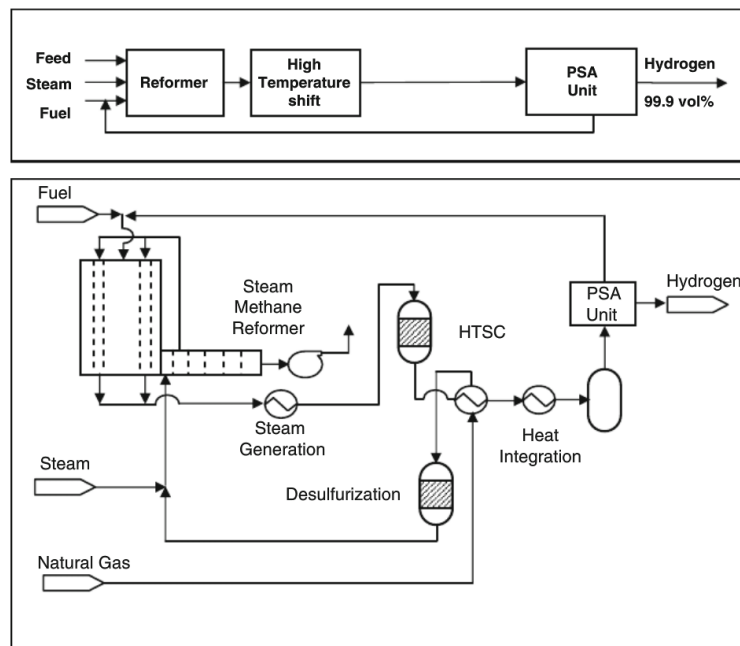 Feed
Steam
Fuel
Reformer
High
Temperature
shift
PSA
Unit
Hydrogen
99.9 vol%
Fuel
Steam
Methane
Reformer
HTSC
PSA
Unit
Hydrogen
Steam
Generation
Heat
Integration
Steam
Desulfurization
Natural Gas